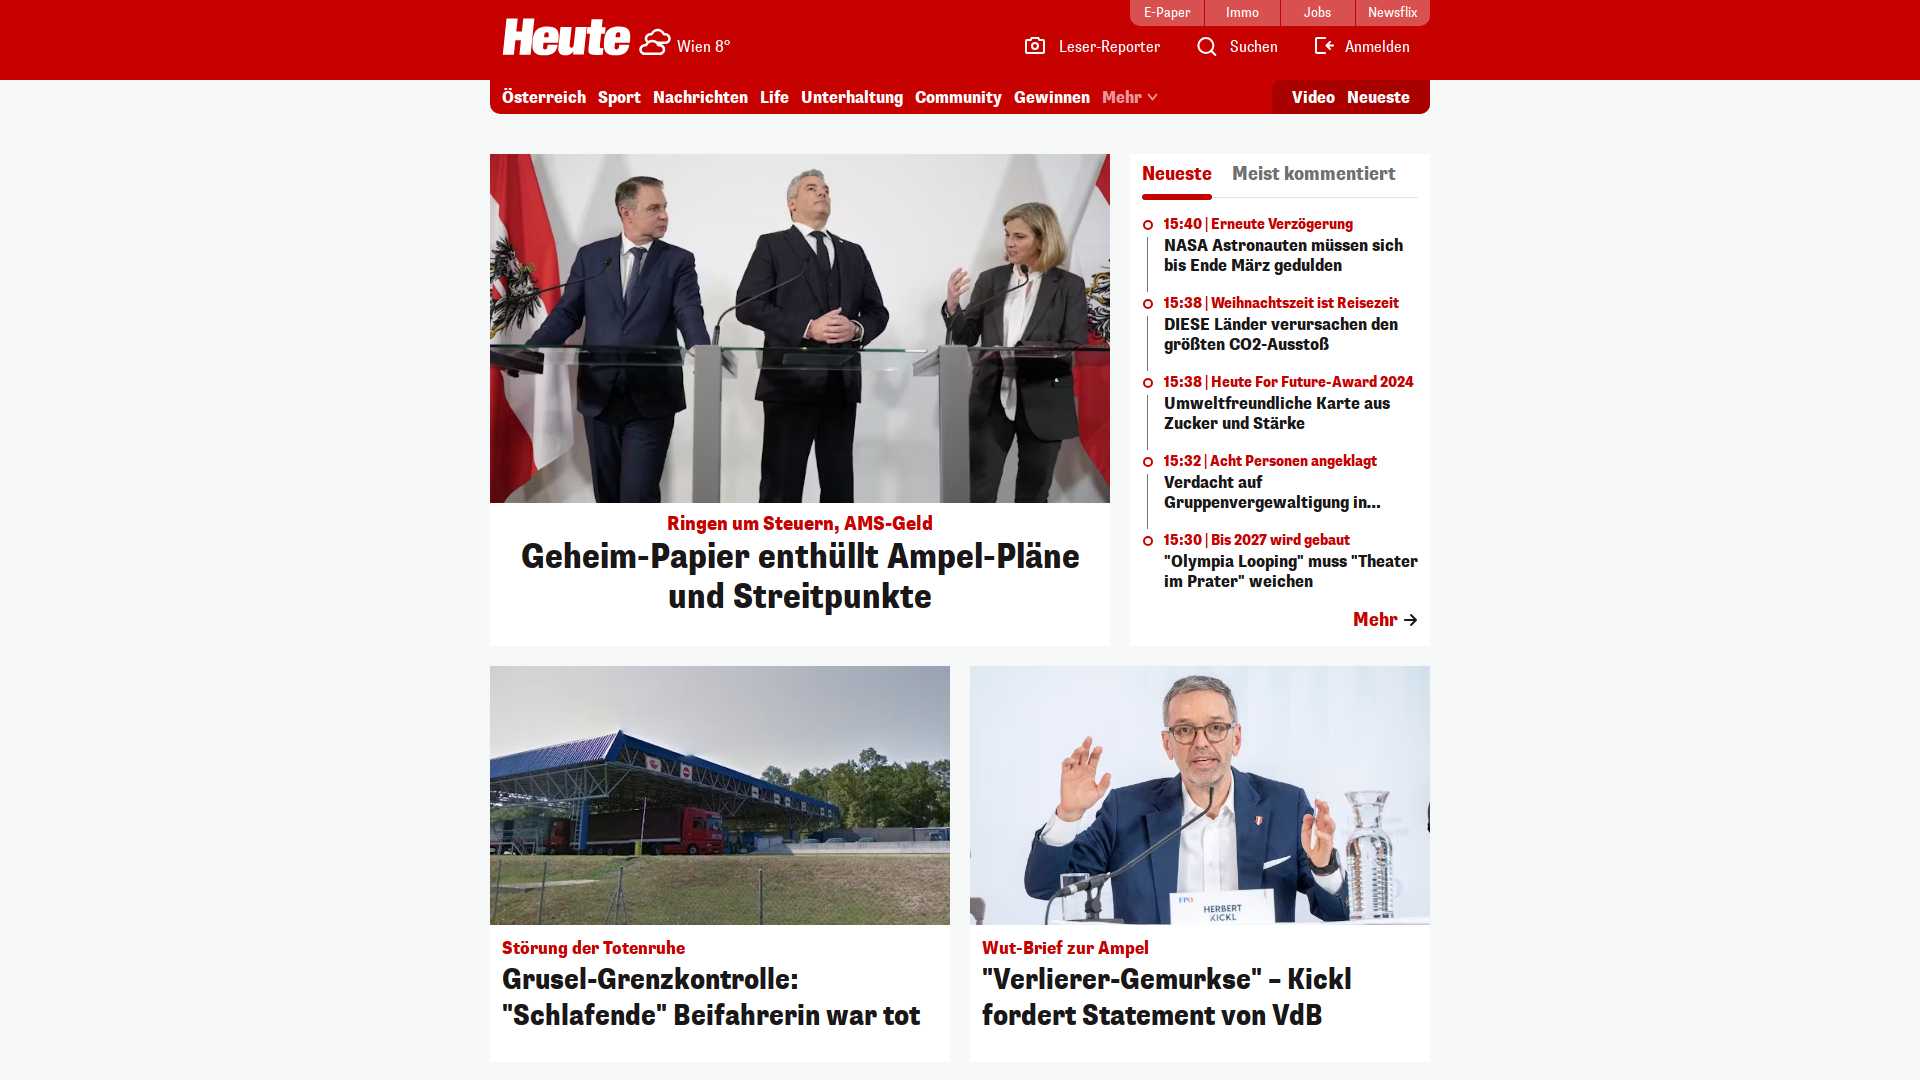 E-Paper
Immo
Jobs
Newsflix
Heute
Wien 8°
Leser-Reporter
Suchen
Anmelden
Österreich
Sport
Nachrichten
Life
Unterhaltung
Community
Gewinnen
Mehr
Video
Neueste
Ringen um Steuern, AMS-Geld
Geheim-Papier enthüllt Ampel-Pläne
und Streitpunkte
Neueste
Meist kommentiert
15:40 | Erneute Verzögerung
NASA Astronauten müssen sich
bis Ende März gedulden
15:38 | Weihnachtszeit ist Reisezeit
DIESE Länder verursachen den
größten CO2-Ausstoß
15:38 | Heute For Future-Award 2024
Umweltfreundliche Karte aus
Zucker und Stärke
15:32 | Acht Personen angeklagt
Verdacht auf
Gruppenvergewaltigung in...
15:30 | Bis 2027 wird gebaut
"Olympia Looping" muss "Theater
im Prater" weichen
Mehr
Störung der Totenruhe
Grusel-Grenzkontrolle:
"Schlafende" Beifahrerin war tot
FPÖ
HERBERT
KICKL
Wut-Brief zur Ampel
"Verlierer-Gemurkse" – Kickl
fordert Statement von VdB